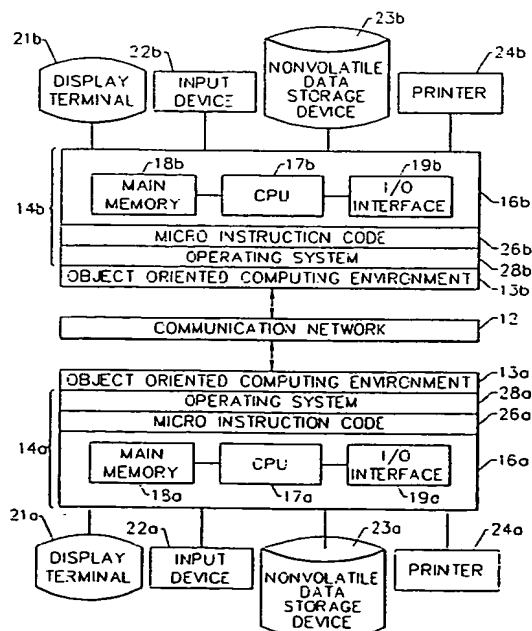 21b
22b
23b
24b
DISPLAY
TERMINAL
INPUT
DEVICE
NONVOLATILE
DATA
STORAGE
DEVICE
PRINTER
14b
18b
17b
19b
MAIN
MEMORY
CPU
I/O
INTERFACE
16b
MICRO INSTRUCTION CODE
26b
OPERATING SYSTEM
28b
OBJECT ORIENTED COMPUTING ENVIRONMENT
13b
COMMUNICATION NETWORK
12
OBJECT ORIENTED COMPUTING ENVIRONMENT
13a
OPERATING SYSTEM
28a
MICRO INSTRUCTION CODE
26a
14a
MAIN
MEMORY
CPU
I/O
INTERFACE
18a
17a
19a
16a
21a
22a
23a
24a
DISPLAY
TERMINAL
INPUT
DEVICE
NONVOLATILE
DATA
STORAGE
DEVICE
PRINTER